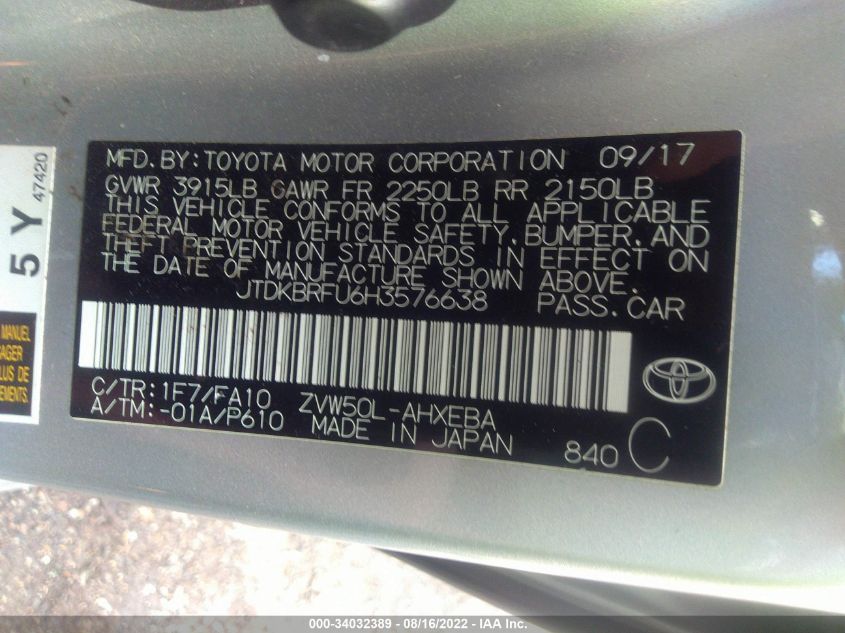 MFD. BY: TOYOTA MOTOR CORPORATION 09/17
GVWR 3915LB GAWR FR 2250LB RR 2150LB
THIS VEHICLE CONFORMS TO ALL APPLICABLE
FEDERAL MOTOR VEHICLE SAFETY, BUMPER, AND
THEFT PREVENTION STANDARDS IN EFFECT ON
THE DATE OF MANUFACTURE SHOWN ABOVE.
JTDKBRFU6H3576638 PASS. CAR
C/TR: 1F7/FA10 ZVW50L-AHXEBA
A/TM: -01A/P610 MADE IN JAPAN 840 C
5 Y
47420
MANUEL
PLUS DE
000-34032389 - 08/16/2022 - IAA Inc.